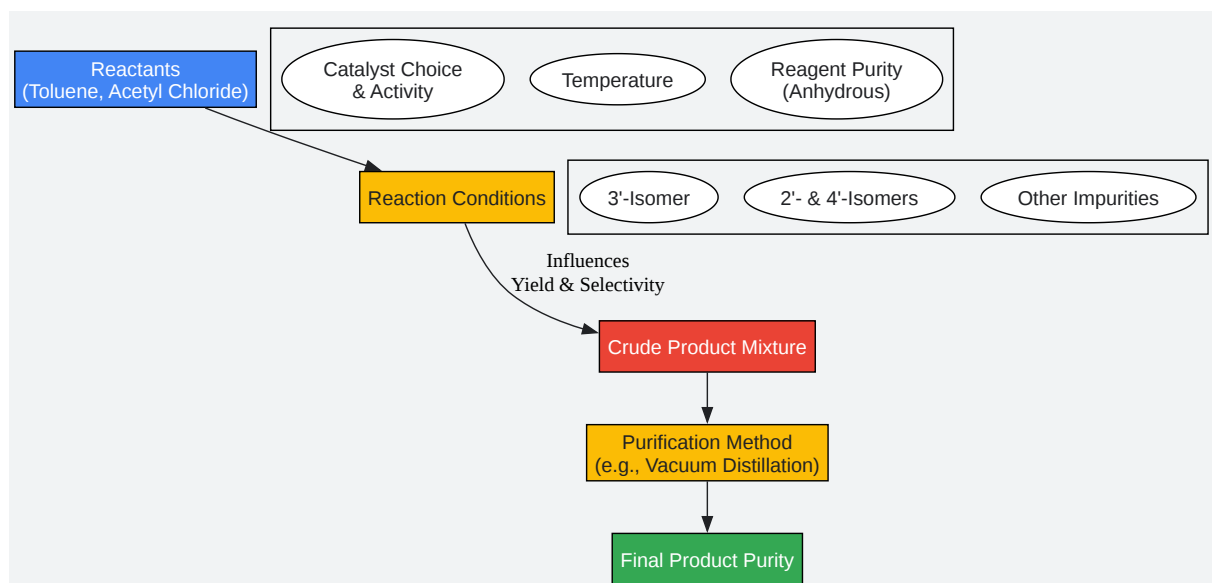 Reactants
(Toluene, Acetyl Chloride)
Catalyst Choice
& Activity
Temperature
Reagent Purity
(Anhydrous)
Reaction Conditions
3'-Isomer
2'- & 4'-Isomers
Other Impurities
Influences
Yield & Selectivity
Crude Product Mixture
Purification Method
(e.g., Vacuum Distillation)
Final Product Purity